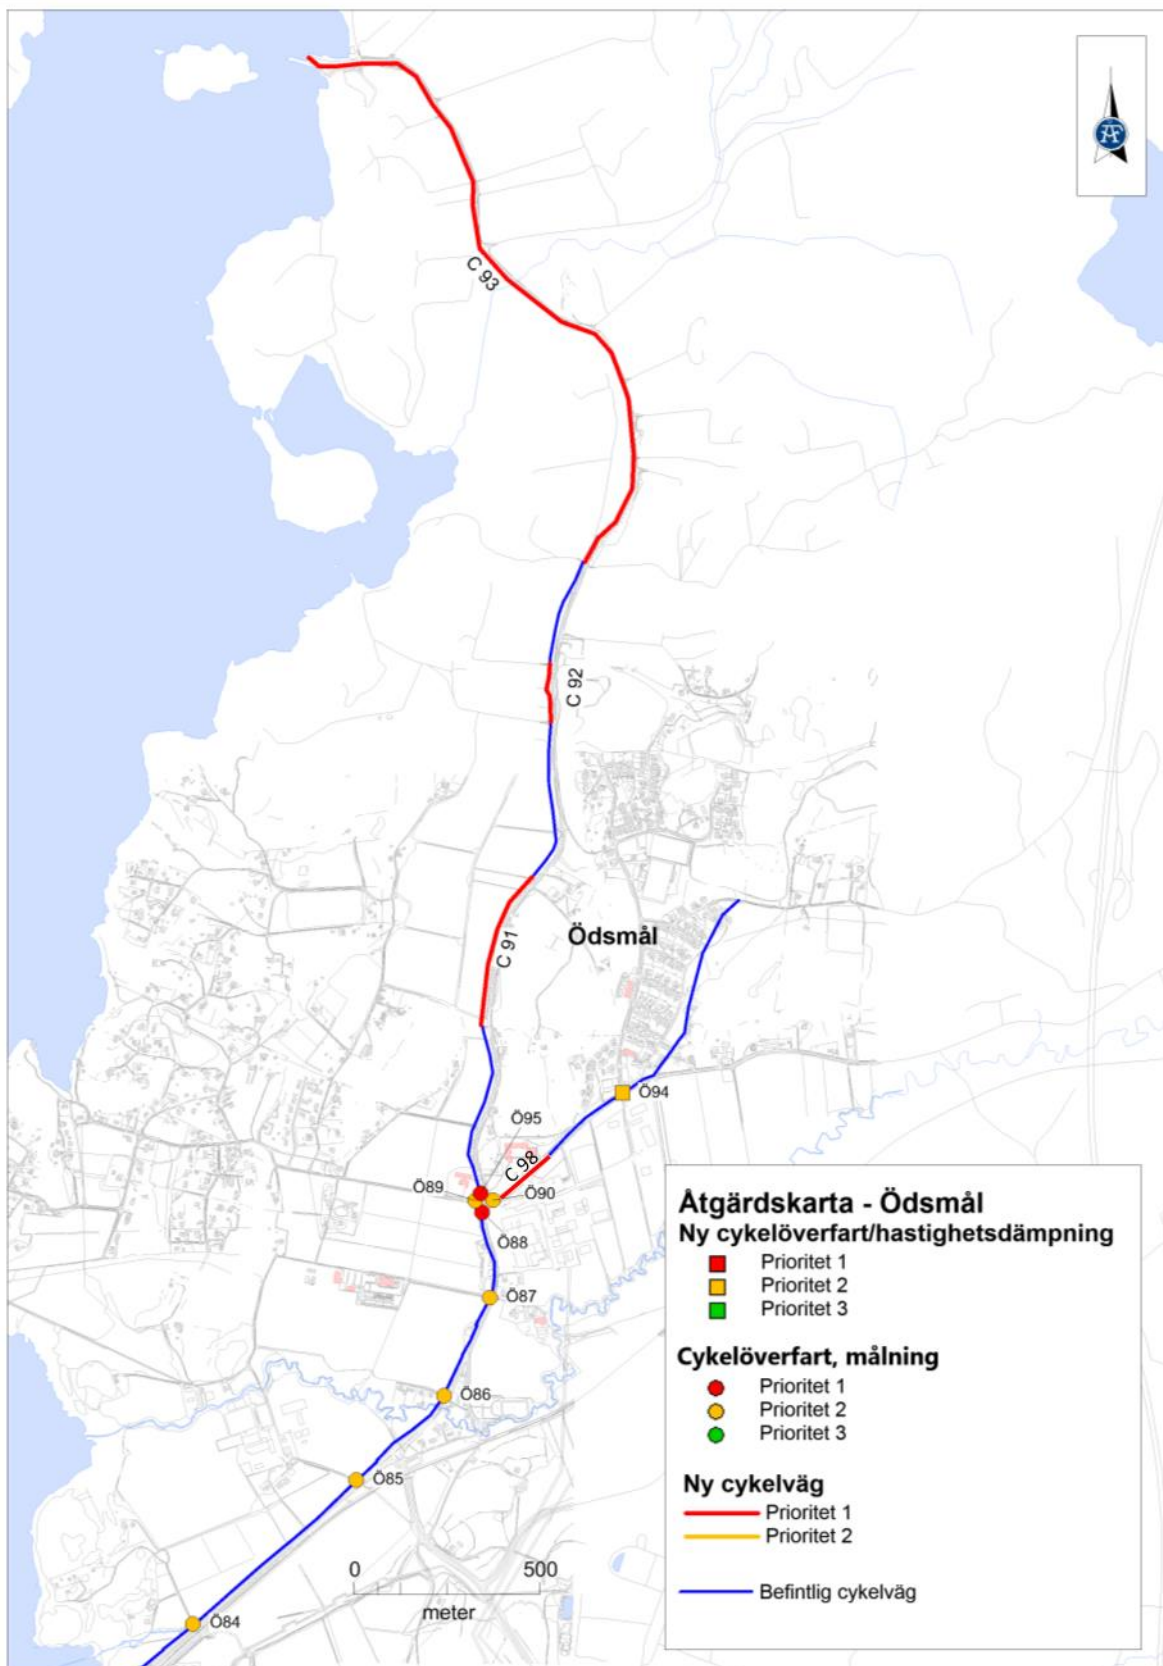 C 93
C 92
C 91
Ödsmål
Ö94
Ö95
C 98
Ö89
Ö90
Ö88
Ö87
Ö86
Ö85
Ö84
0 500
meter
Åtgärdskarta - Ödsmål
Ny cykelöverfart/hastighetsdämpning
Prioritet 1
Prioritet 2
Prioritet 3
Cykelöverfart, målning
Prioritet 1
Prioritet 2
Prioritet 3
Ny cykelväg
Prioritet 1
Prioritet 2
Befintlig cykelväg